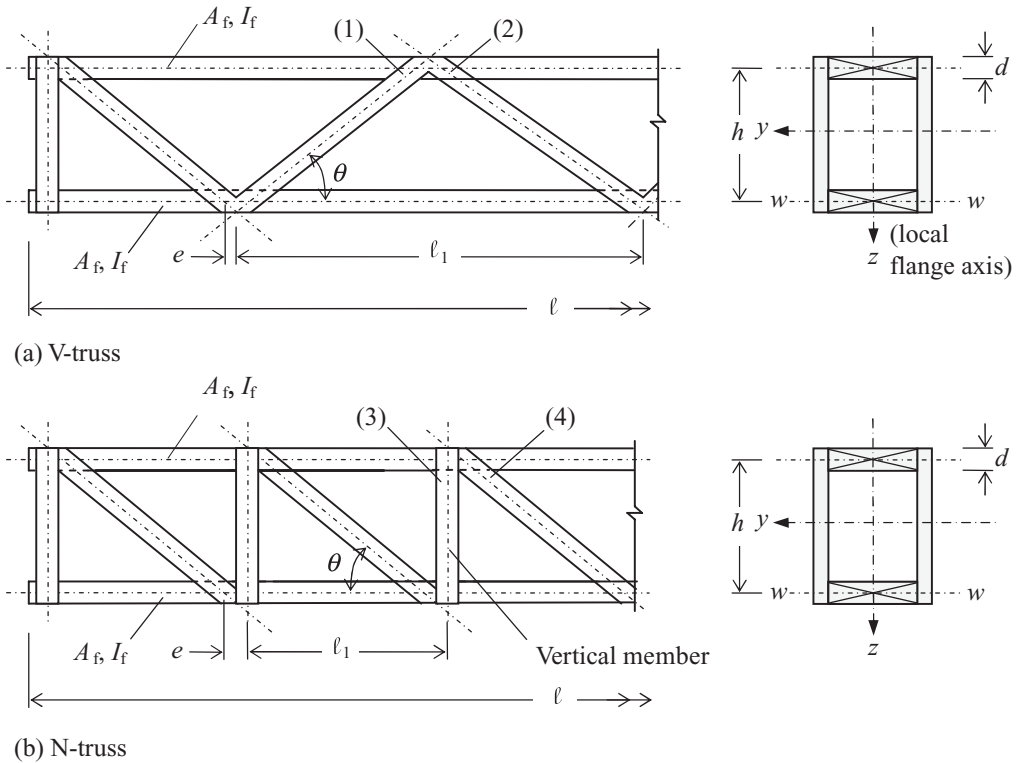 A_f, I_f
(1)
(2)
θ
A_f, I_f
e
ℓ_1
ℓ
d
h
y
w
w
(local
z
flange axis)
(a) V-truss
A_f, I_f
(3)
(4)
θ
A_f, I_f
e
ℓ_1
Vertical member
ℓ
d
h
y
w
w
z
(b) N-truss